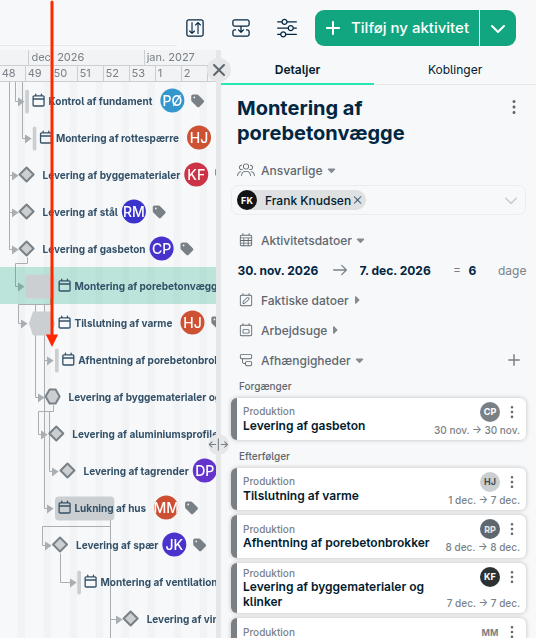 Tilføj ny aktivitet
dec. 2026
jan. 2027
48 49 50 51 52 53 1 2
Detaljer
Koblinger
Kontrol af fundament PØ
Montering af rottespærre HJ
Levering af byggematerialer KF
Levering af stål RM
Levering af gasbeton CP
Montering af porebetonvægg
Tilslutning af varme HJ
Afhentning af porebetonbro
Levering af byggematerialer o
Levering af aluminiumsprofile
Levering af tagrender DP
Lukning af hus MM
Levering af spær JK
Montering af ventilation
Levering af vin
Montering af
porebetonvægge
Ansvarlige
FK Frank Knudsen
Aktivitetsdatoer
30. nov. 2026 → 7. dec. 2026 = 6 dage
Faktiske datoer
Arbejdsuge
Afhængigheder
Forgænger
Produktion CP
Levering af gasbeton
30 nov. → 30 nov.
Efterfølger
Produktion HJ
Tilslutning af varme
1 dec. → 7 dec.
Produktion RP
Afhentning af porebetonbrokker
8 dec. → 8 dec.
Produktion KF
Levering af byggematerialer og
klinker
7 dec. → 7 dec.
Produktion MM